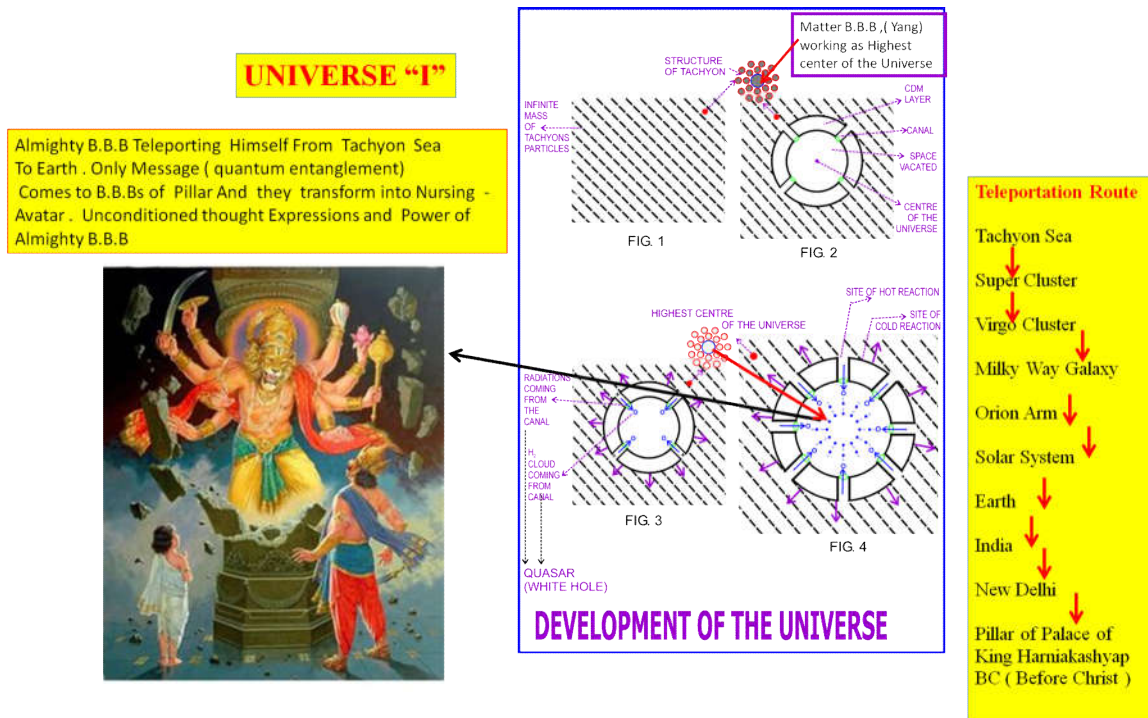 UNIVERSE “I”
Almighty B.B.B Teleporting Himself From Tachyon Sea
To Earth . Only Message ( quantum entanglement)
Comes to B.B.Bs of Pillar And they transform into Nursing -
Avatar . Unconditioned thought Expressions and Power of
Almighty B.B.B
Matter B.B.B ,( Yang)
working as Highest
center of the Universe
STRUCTURE
OF TACHYON
INFINITE
MASS
OF
TACHYONS
PARTICLES
CDM
LAYER
CANAL
SPACE
VACATED
CENTRE
OF THE
UNIVERSE
FIG. 1
FIG. 2
HIGHEST CENTRE
OF THE UNIVERSE
SITE OF HOT REACTION
SITE OF
COLD REACTION
RADIATIONS
COMING
FROM
THE
CANAL
H₂
CLOUD
COMING
FROM
CANAL
FIG. 3
FIG. 4
QUASAR
(WHITE HOLE)
DEVELOPMENT OF THE UNIVERSE
Teleportation Route
Tachyon Sea
Super Cluster
Virgo Cluster
Milky Way Galaxy
Orion Arm
Solar System
Earth
India
New Delhi
Pillar of Palace of
King Harniakashyap
BC ( Before Christ )